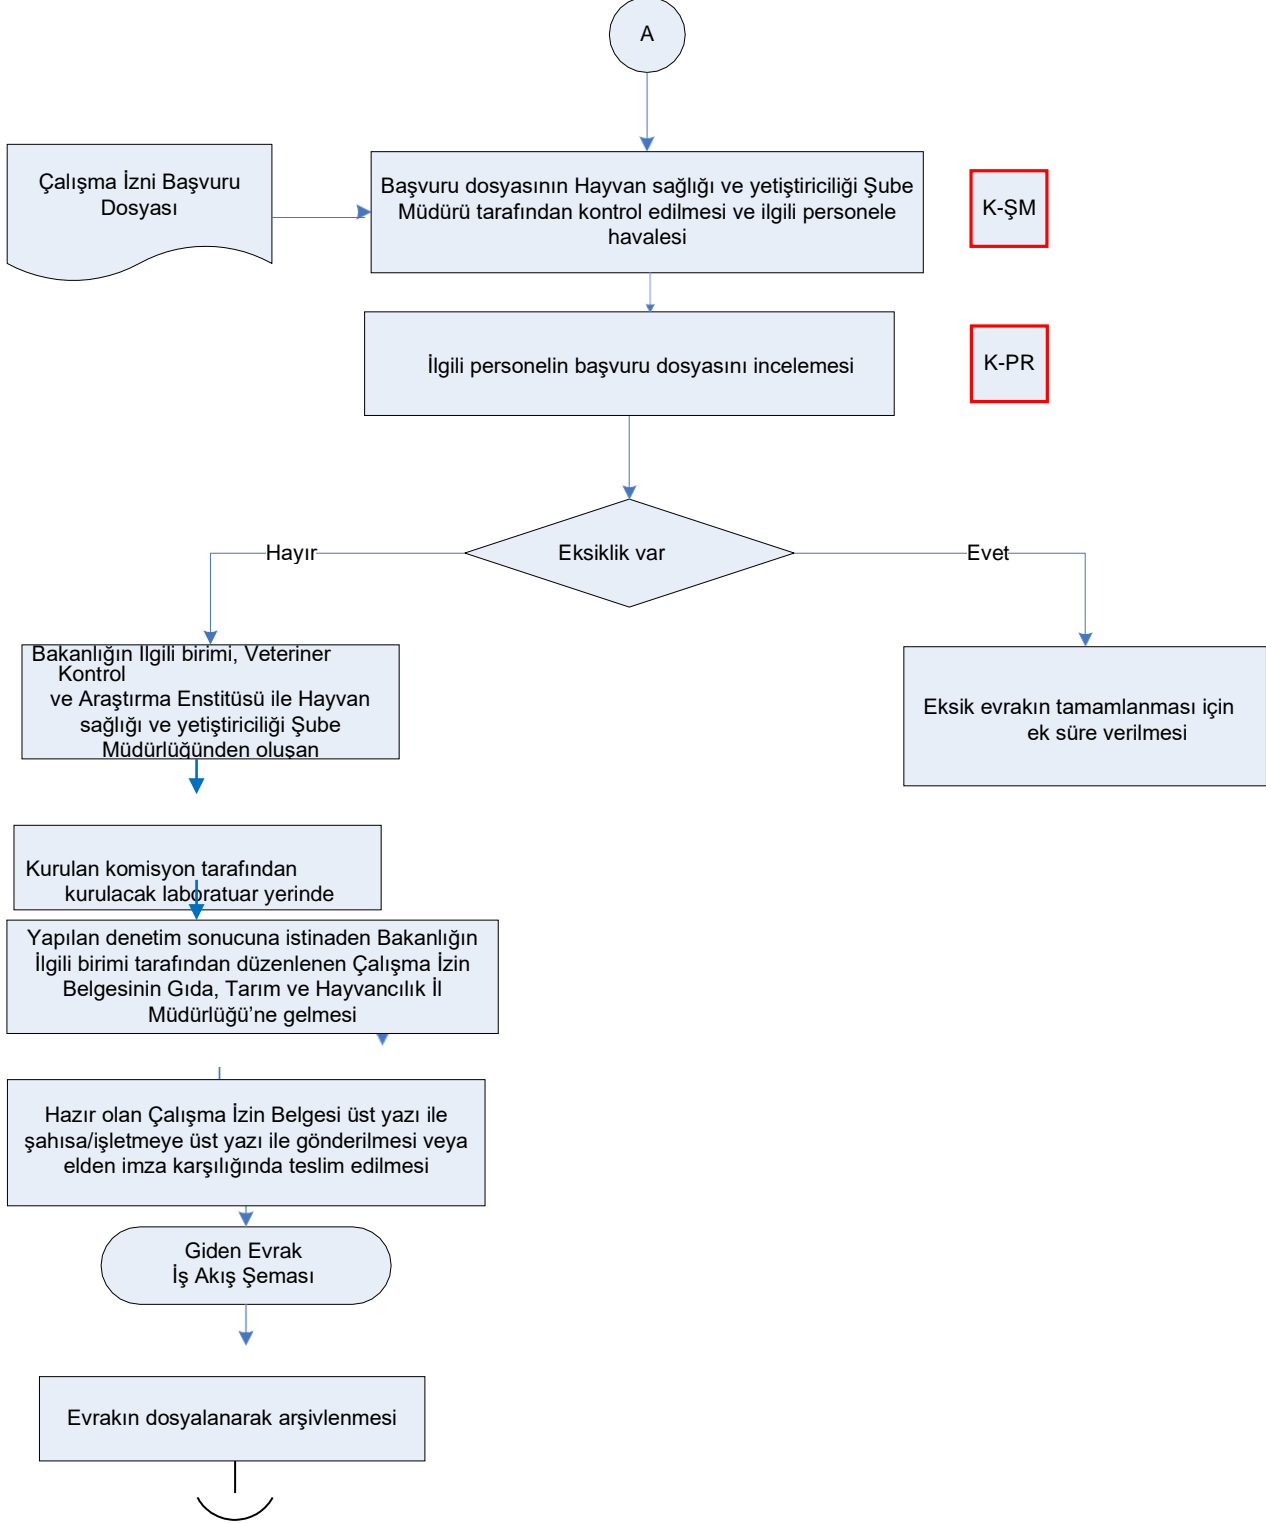 A
Çalışma İzni Başvuru
Dosyası
Başvuru dosyasının Hayvan sağlığı ve yetiştiriciliği Şube
Müdürü tarafından kontrol edilmesi ve ilgili personele
havalesi
K-ŞM
İlgili personelin başvuru dosyasını incelemesi
K-PR
Hayır
Eksiklik var
Evet
Bakanlığın İlgili birimi, Veteriner
Kontrol
ve Araştırma Enstitüsü ile Hayvan
sağlığı ve yetiştiriciliği Şube
Müdürlüğünden oluşan
Eksik evrakın tamamlanması için
ek süre verilmesi
Kurulan komisyon tarafından
kurulacak laboratuar yerinde
Yapılan denetim sonucuna istinaden Bakanlığın
İlgili birimi tarafından düzenlenen Çalışma İzin
Belgesinin Gıda, Tarım ve Hayvancılık İl
Müdürlüğü’ne gelmesi
Hazır olan Çalışma İzin Belgesi üst yazı ile
şahısa/işletmeye üst yazı ile gönderilmesi veya
elden imza karşılığında teslim edilmesi
Giden Evrak
İş Akış Şeması
Evrakın dosyalanarak arşivlenmesi